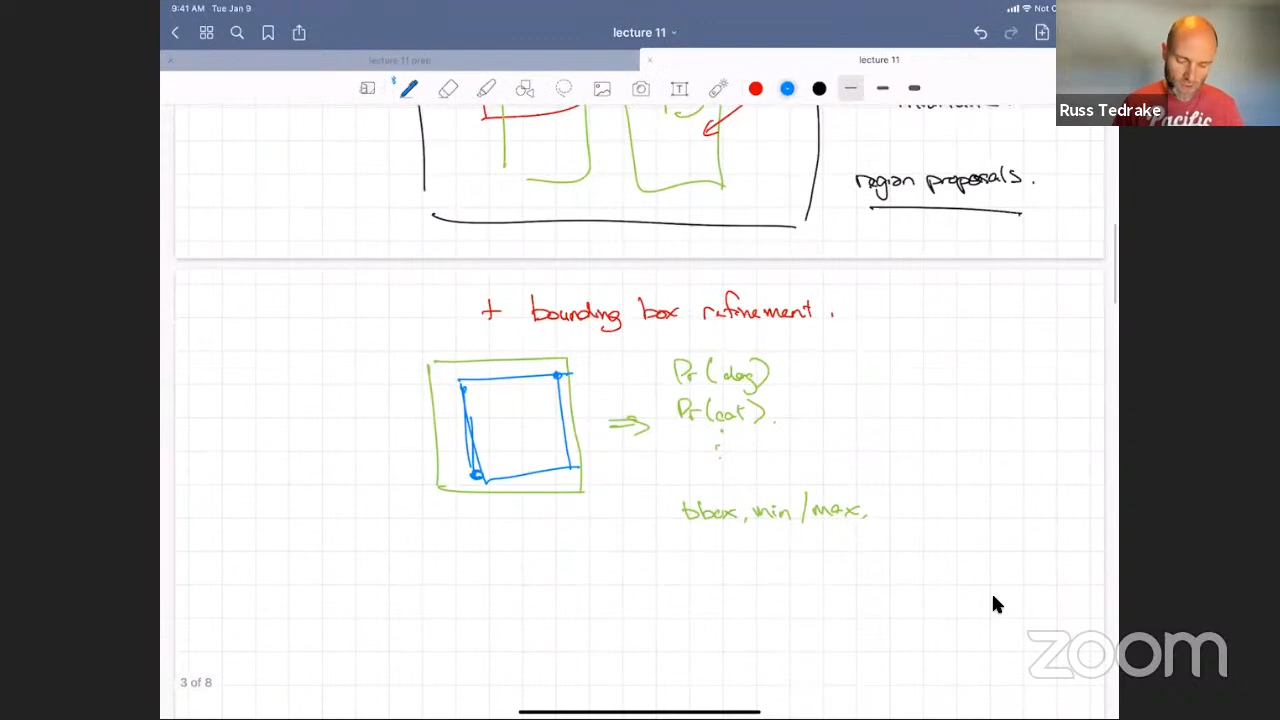 9:41 AM Tue Jan 9
lecture 11
lecture 11 prep
lecture 11
Russ Tedrake
Pacific
region proposals.
+ bounding box refinement.
Pr(dog)
Pr(cat).
bbox, min/max,
zoom
3 of 8